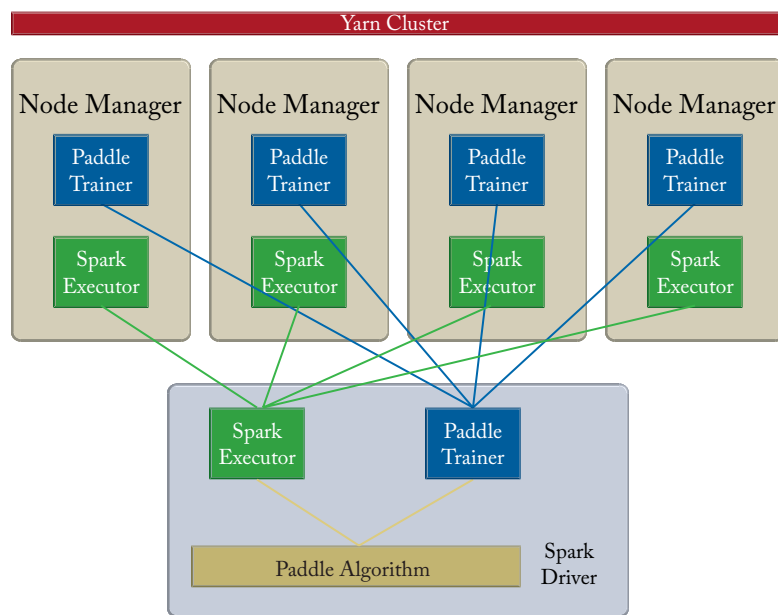 Yarn Cluster
Node Manager
Paddle
Trainer
Spark
Executor
Node Manager
Paddle
Trainer
Spark
Executor
Node Manager
Paddle
Trainer
Spark
Executor
Node Manager
Paddle
Trainer
Spark
Executor
Spark
Executor
Paddle
Trainer
Paddle Algorithm
Spark
Driver